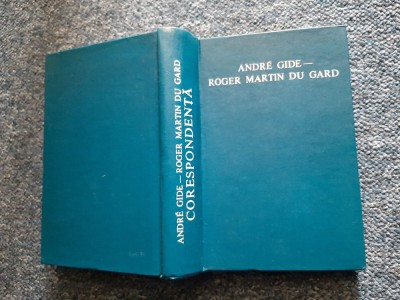 ANDRÉ GIDE —
ROGER MARTIN DU GARD
ANDRÉ GIDE — ROGER MARTIN DU GARD
CORESPONDENȚĂ